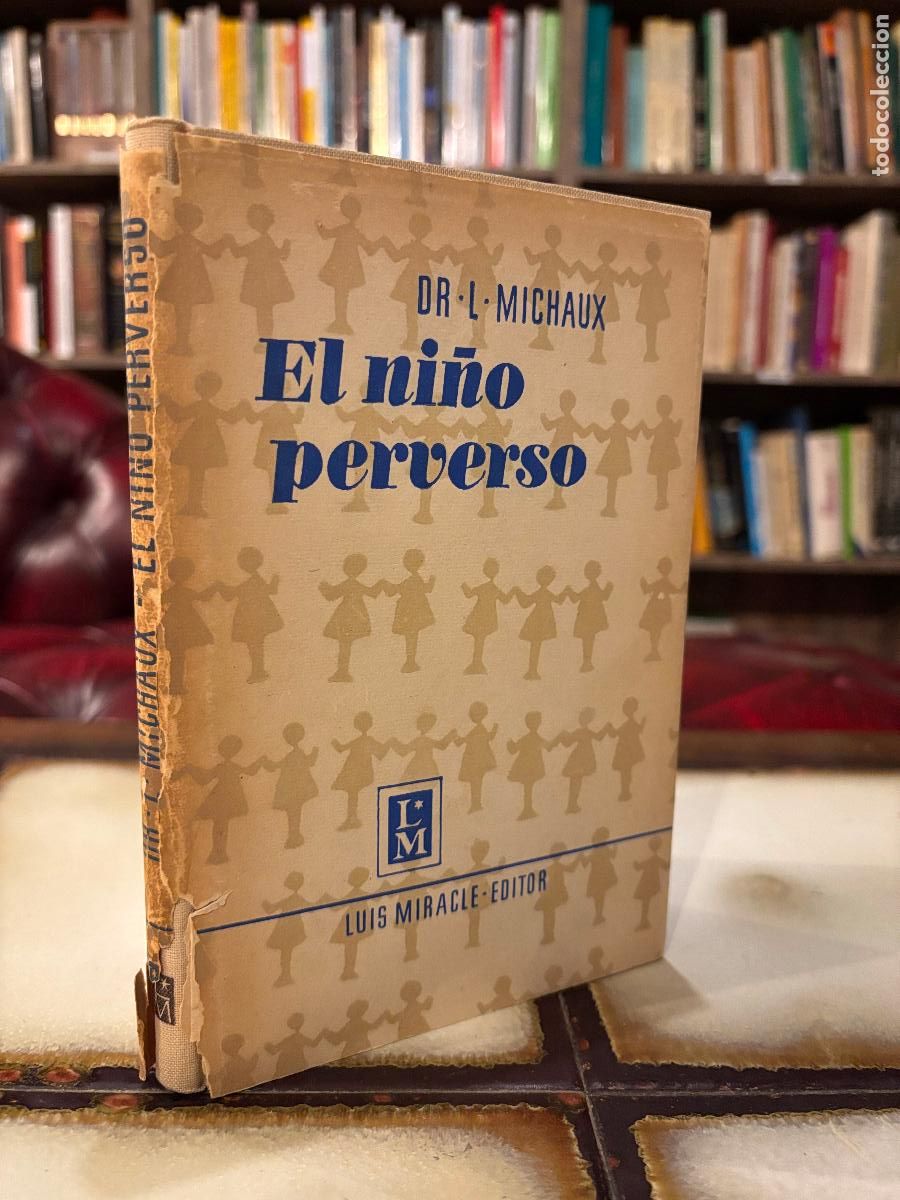 DR·L·MICHAUX
El niño
perverso
L*
M
LUIS MIRACLE-EDITOR
DR·L·MICHAUX - EL NIÑO PERVERSO
todocoleccion